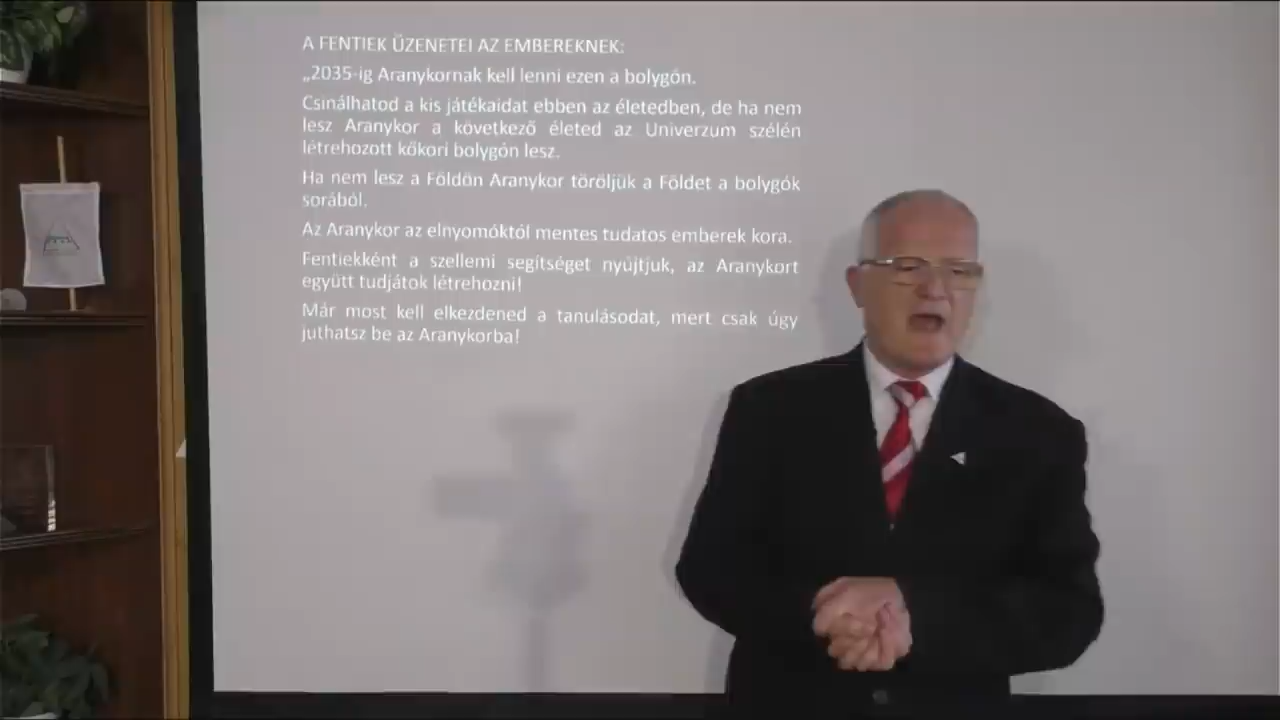 A FENTIEK ÜZENETEI AZ EMBEREKNEK:
„2035-ig Aranykornak kell lenni ezen a bolygón.
Csinálhatod a kis játékaidat ebben az életedben, de ha nem
lesz Aranykor a következő életed az Univerzum szélén
létrehozott kőkori bolygón lesz.
Ha nem lesz a Földön Aranykor töröljük a Földet a bolygók
sorából.
Az Aranykor az elnyomóktól mentes tudatos emberek kora.
Fentiekként a szellemi segítséget nyújtjuk, az Aranykort
együtt tudjátok létrehozni!
Már most kell elkezdened a tanulásodat, mert csak úgy
juthatsz be az Aranykorba!